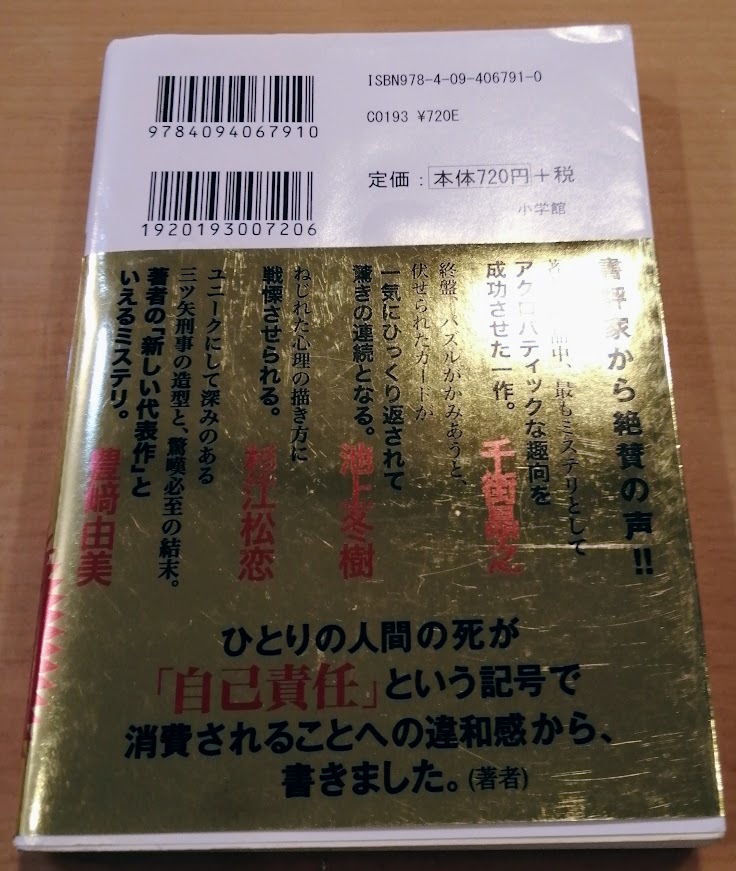 ISBN978-4-09-406791-0
9784094067910
C0193 ¥720E
定価：本体720円＋税
小学館
1920193007206
書評家から絶賛の声!!
中、最もミステリとして
アクロバティックな趣向を
成功させた一作。
千街晶之
終盤、パズルがかみあうと、
伏せられたカードが
一気にひっくり返されて
驚きの連続となる。
池上冬樹
ねじれた心理の描き方に
戦慄させられる。
杉江松恋
ユニークにして深みのある
三ツ矢刑事の造型と、驚嘆必至の結末。
著者の「新しい代表作」と
いえるミステリ。
豊﨑由美
ひとりの人間の死が
「自己責任」という記号で
消費されることへの違和感から、
書きました。(著者)